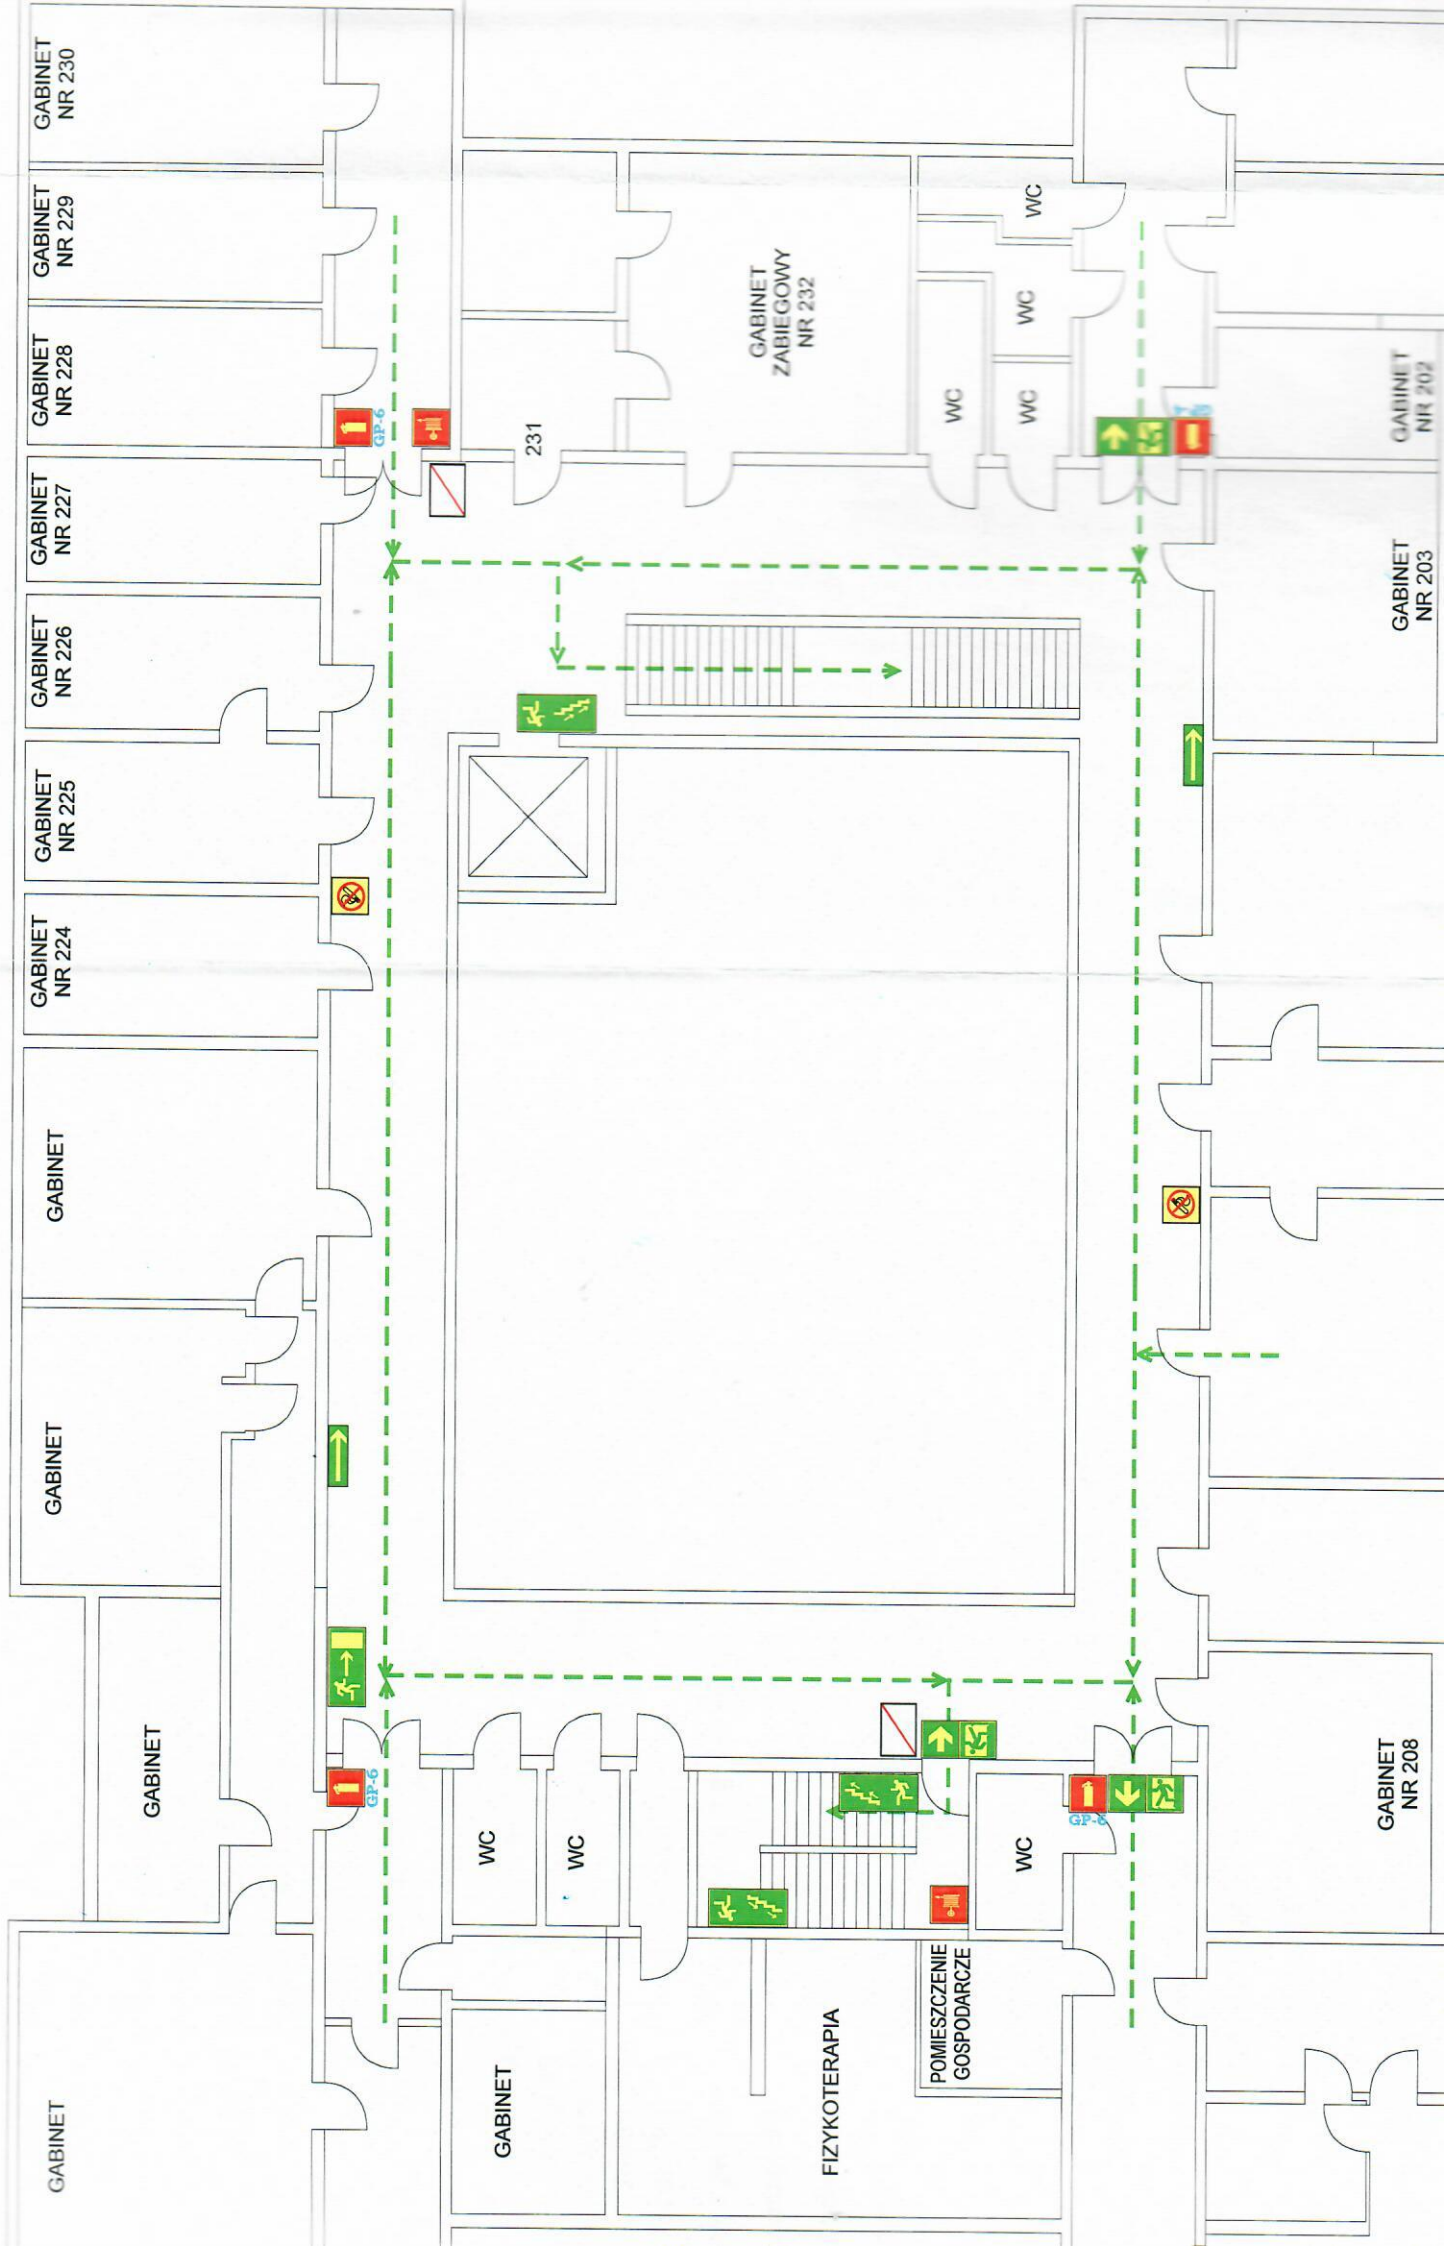 GABINET
GABINET
GABINET
GABINET
NR 224
GABINET
NR 225
GABINET
NR 226
GABINET
NR 227
GABINET
NR 228
GABINET
NR 229
GABINET
NR 230
GABINET
GP-6
GP-6
GABINET
WC
WC
231
FIZYKOTERAPIA
GABINET
ZABIEGOWY
NR 232
POMIESZCZENIE
GOSPODARCZE
WC
WC
WC
WC
WC
GP-6
GABINET
NR 208
GABINET
NR 203
GABINET
NR 202